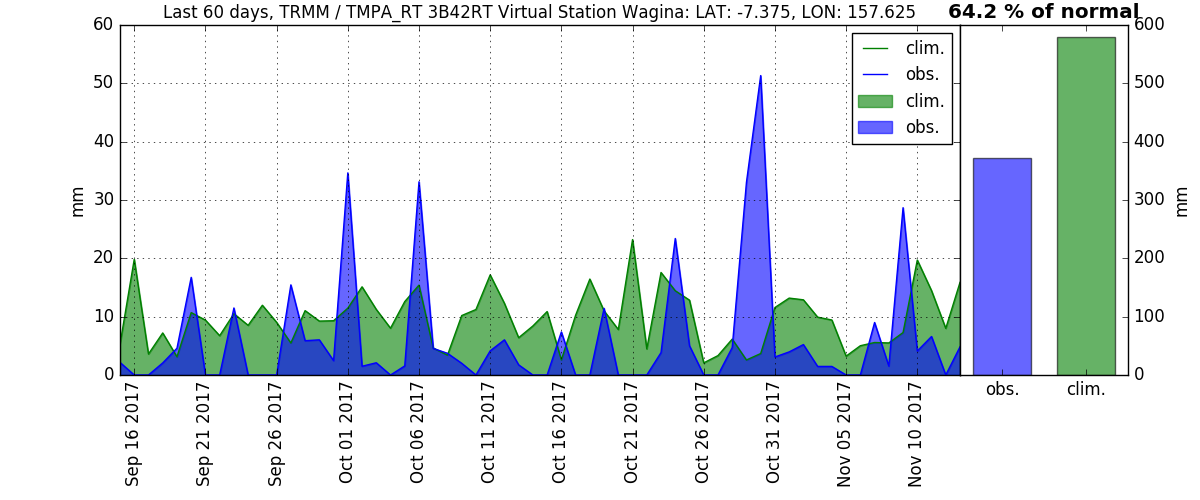 Last 60 days, TRMM / TMPA_RT 3B42RT Virtual Station Wagina: LAT: -7.375, LON: 157.625
64.2 % of normal
60
50
40
30
20
10
0
mm
clim.
obs.
clim.
obs.
600
500
400
300
200
100
0
mm
Sep 16 2017
Sep 21 2017
Sep 26 2017
Oct 01 2017
Oct 06 2017
Oct 11 2017
Oct 16 2017
Oct 21 2017
Oct 26 2017
Oct 31 2017
Nov 05 2017
Nov 10 2017
obs.
clim.